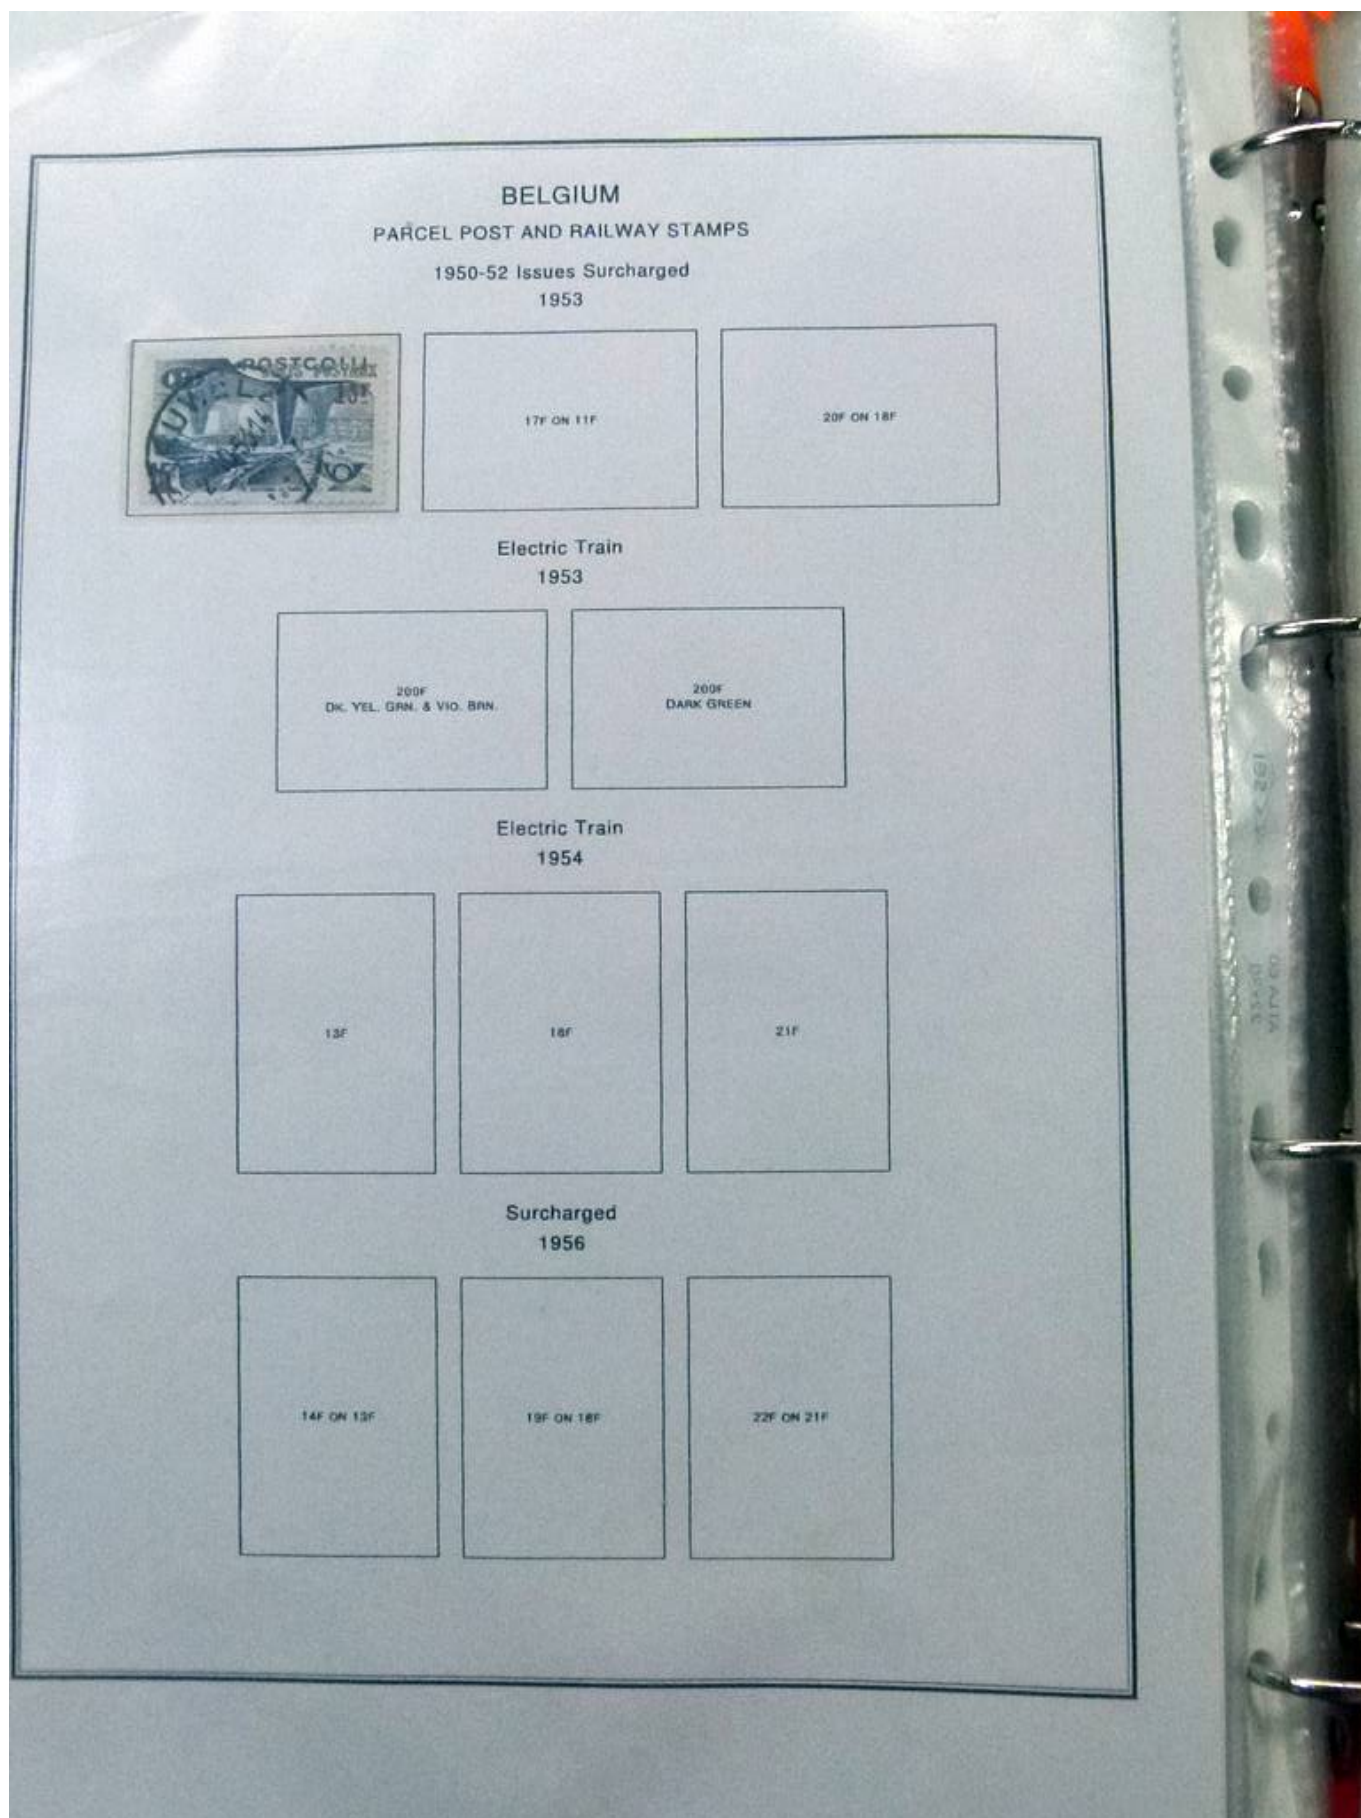 BELGIUM
PARCEL POST AND RAILWAY STAMPS
1950-52 Issues Surcharged
1953
POSTCOLLI
13F
17F ON 11F
20F ON 18F
Electric Train
1953
200F
DK. YEL. GRN. & VIO. BRN.
200F
DARK GREEN
Electric Train
1954
13F
18F
21F
Surcharged
1956
14F ON 13F
19F ON 18F
22F ON 21F